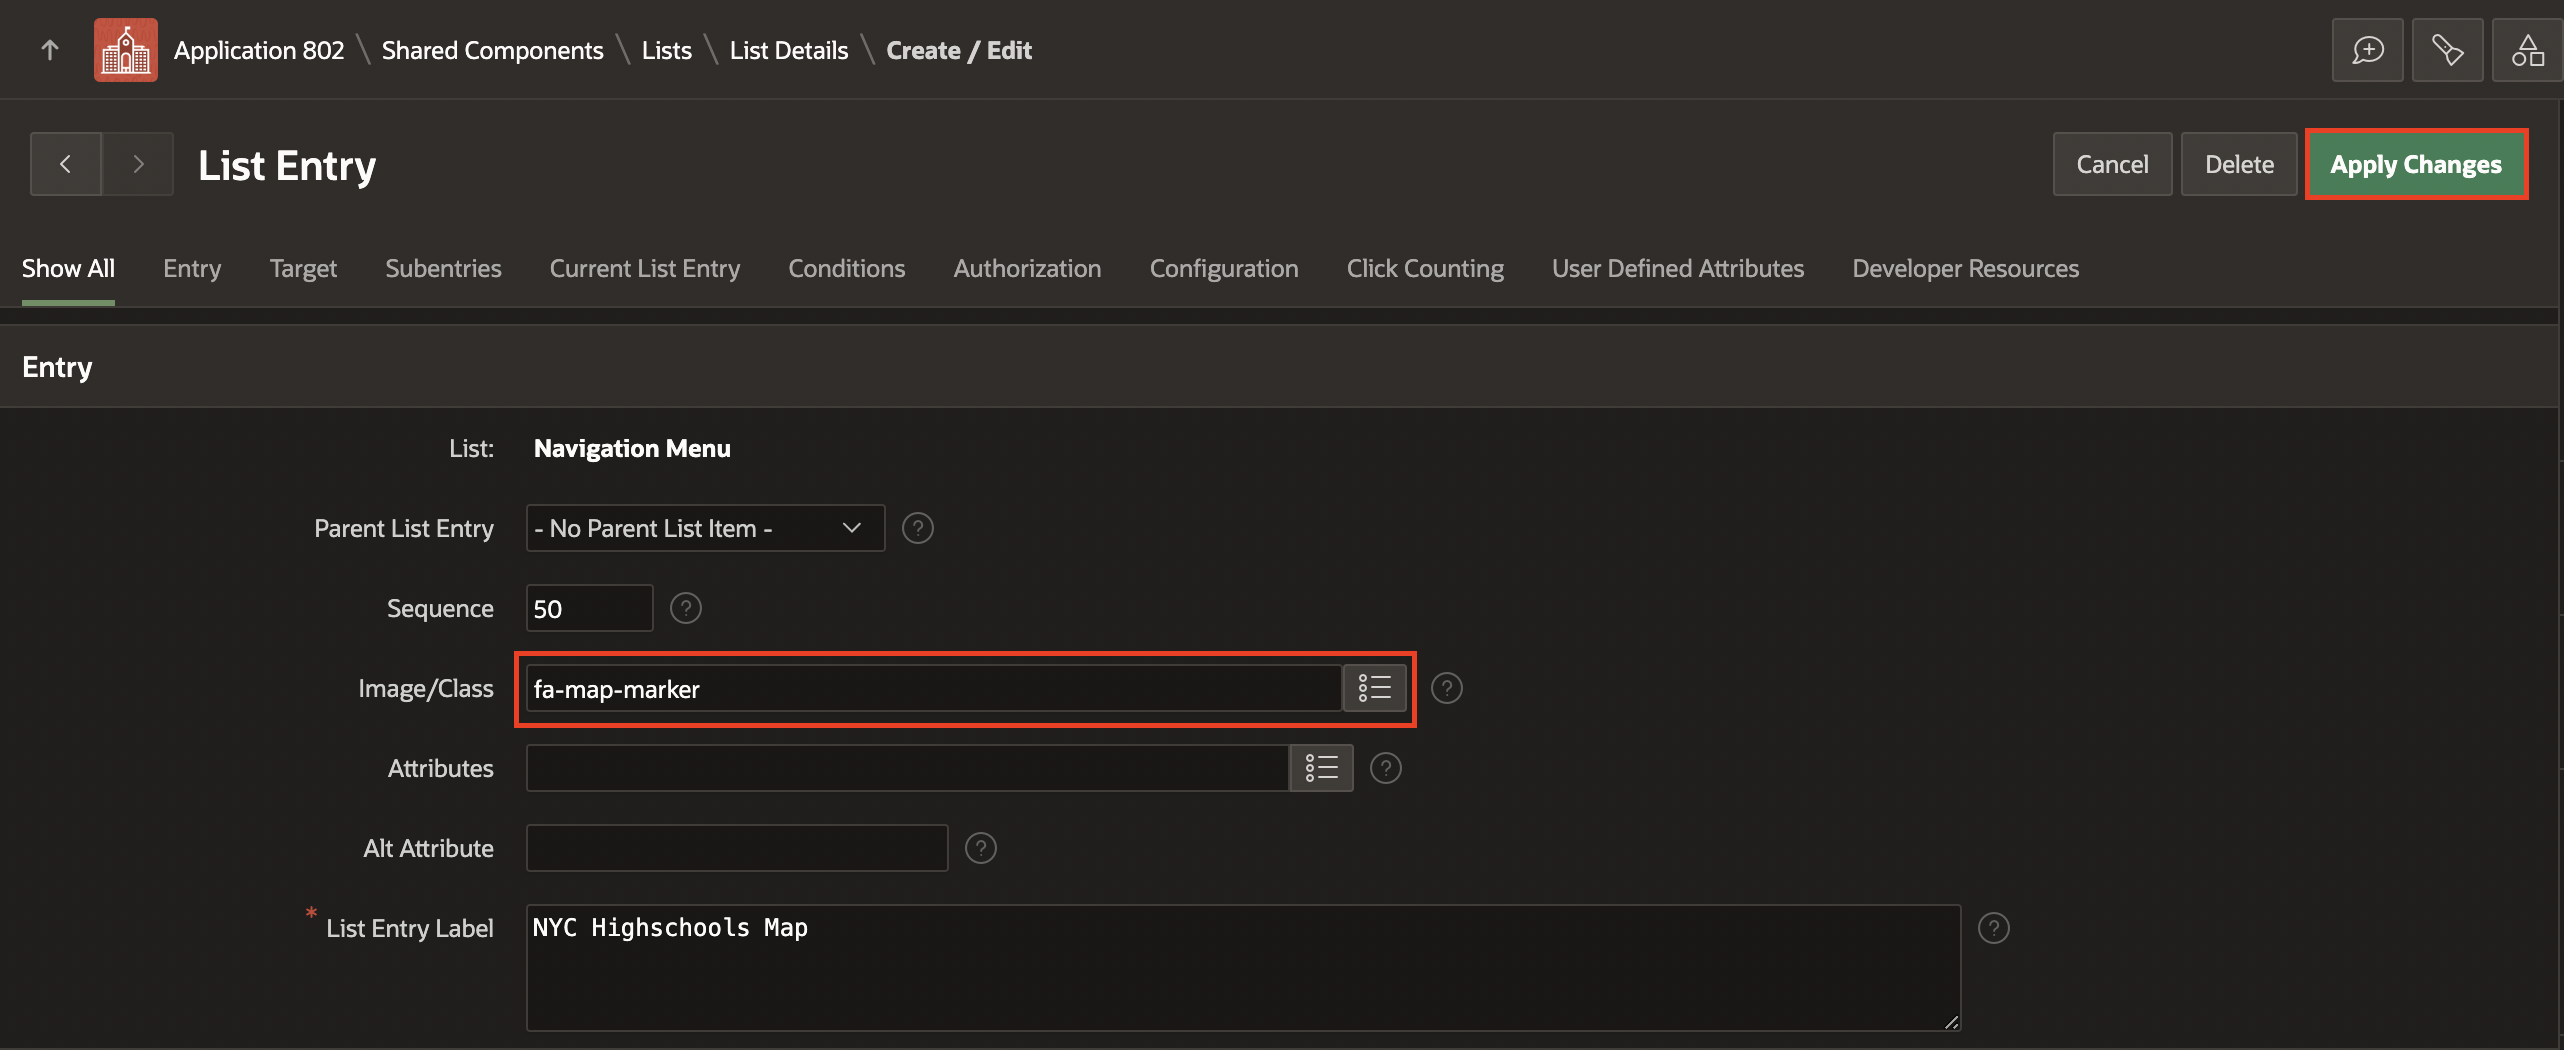 Application 802 \ Shared Components \ Lists \ List Details \ Create / Edit
List Entry
Cancel
Delete
Apply Changes
Show All Entry Target Subentries Current List Entry Conditions Authorization Configuration Click Counting User Defined Attributes Developer Resources
Entry
List: Navigation Menu
Parent List Entry - No Parent List Item - ?
Sequence 50 ?
Image/Class fa-map-marker ?
Attributes ?
Alt Attribute ?
* List Entry Label NYC Highschools Map ?